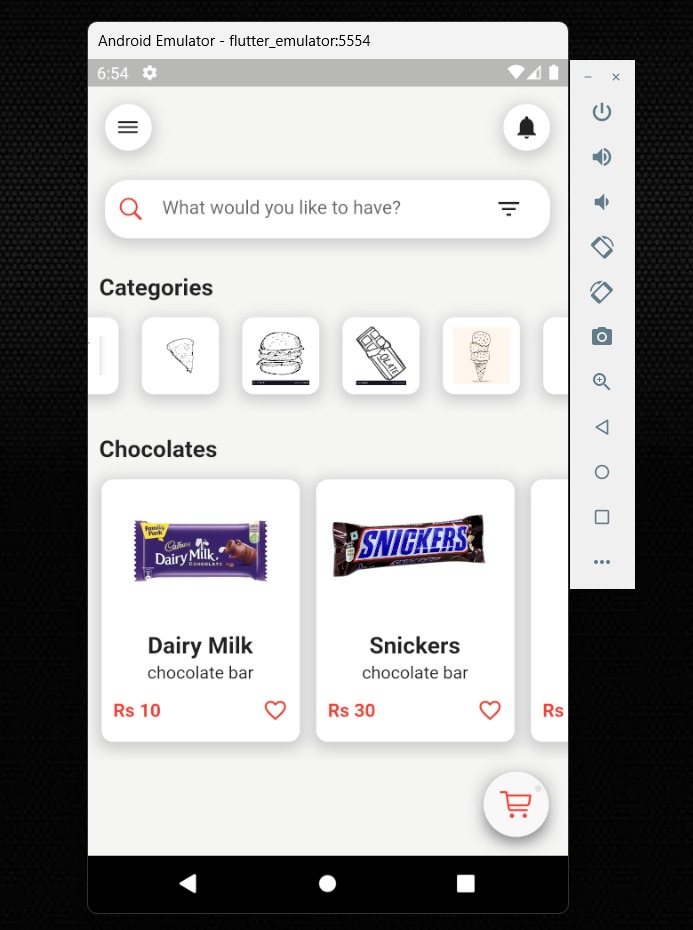 Android Emulator - flutter_emulator:5554
6:54
What would you like to have?
Categories
OLATE
Chocolates
Family
Pack
Cadbury
Dairy Milk
CHOCOLATE
SNICKERS
Dairy Milk
Snickers
chocolate bar
chocolate bar
Rs 10
Rs 30
Rs